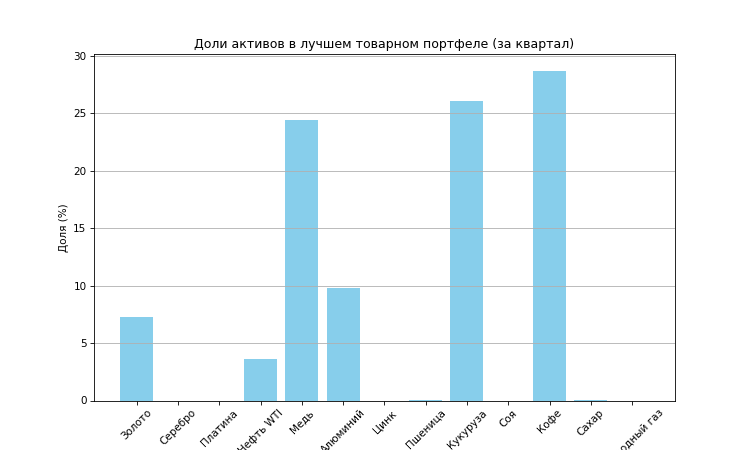 Доли активов в лучшем товарном портфеле (за квартал)
Доля (%)
30
25
20
15
10
5
0
Золото
Серебро
Платина
Нефть WTI
Медь
Алюминий
Цинк
Пшеница
Кукуруза
Соя
Кофе
Сахар
газ